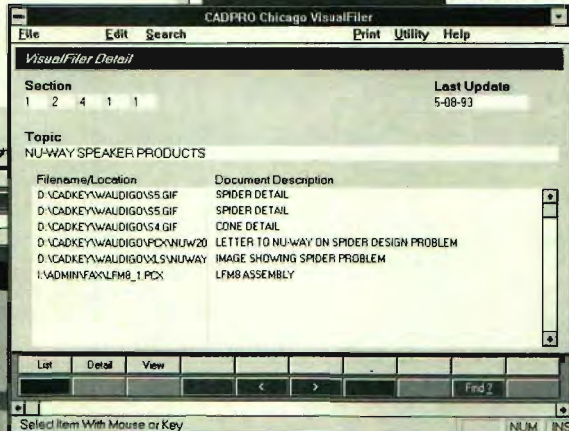 CADPRO Chicago VisualFiler
File Edit Search Print Utility Help
VisualFiler Detail
Section Last Update
1 2 4 1 1 5-08-93
Topic
NU-WAY SPEAKER PRODUCTS
Filename/Location Document Description
D:\CADKEY\WAUDIGO\S5.GIF SPIDER DETAIL
D:\CADKEY\WAUDIGO\S5.GIF SPIDER DETAIL
D:\CADKEY\WAUDIGO\S4.GIF CONE DETAIL
D:\CADKEY\WAUDIGO\PCX\NUW20 LETTER TO NU-WAY ON SPIDER DESIGN PROBLEM
D:\CADKEY\WAUDIGO\XLS\NUWAY IMAGE SHOWING SPIDER PROBLEM
I:\ADMIN\FAX\LFM8_1.PCX LFM8 ASSEMBLY
List Detail View
< > Find ?
Select Item With Mouse or Key NUM INS